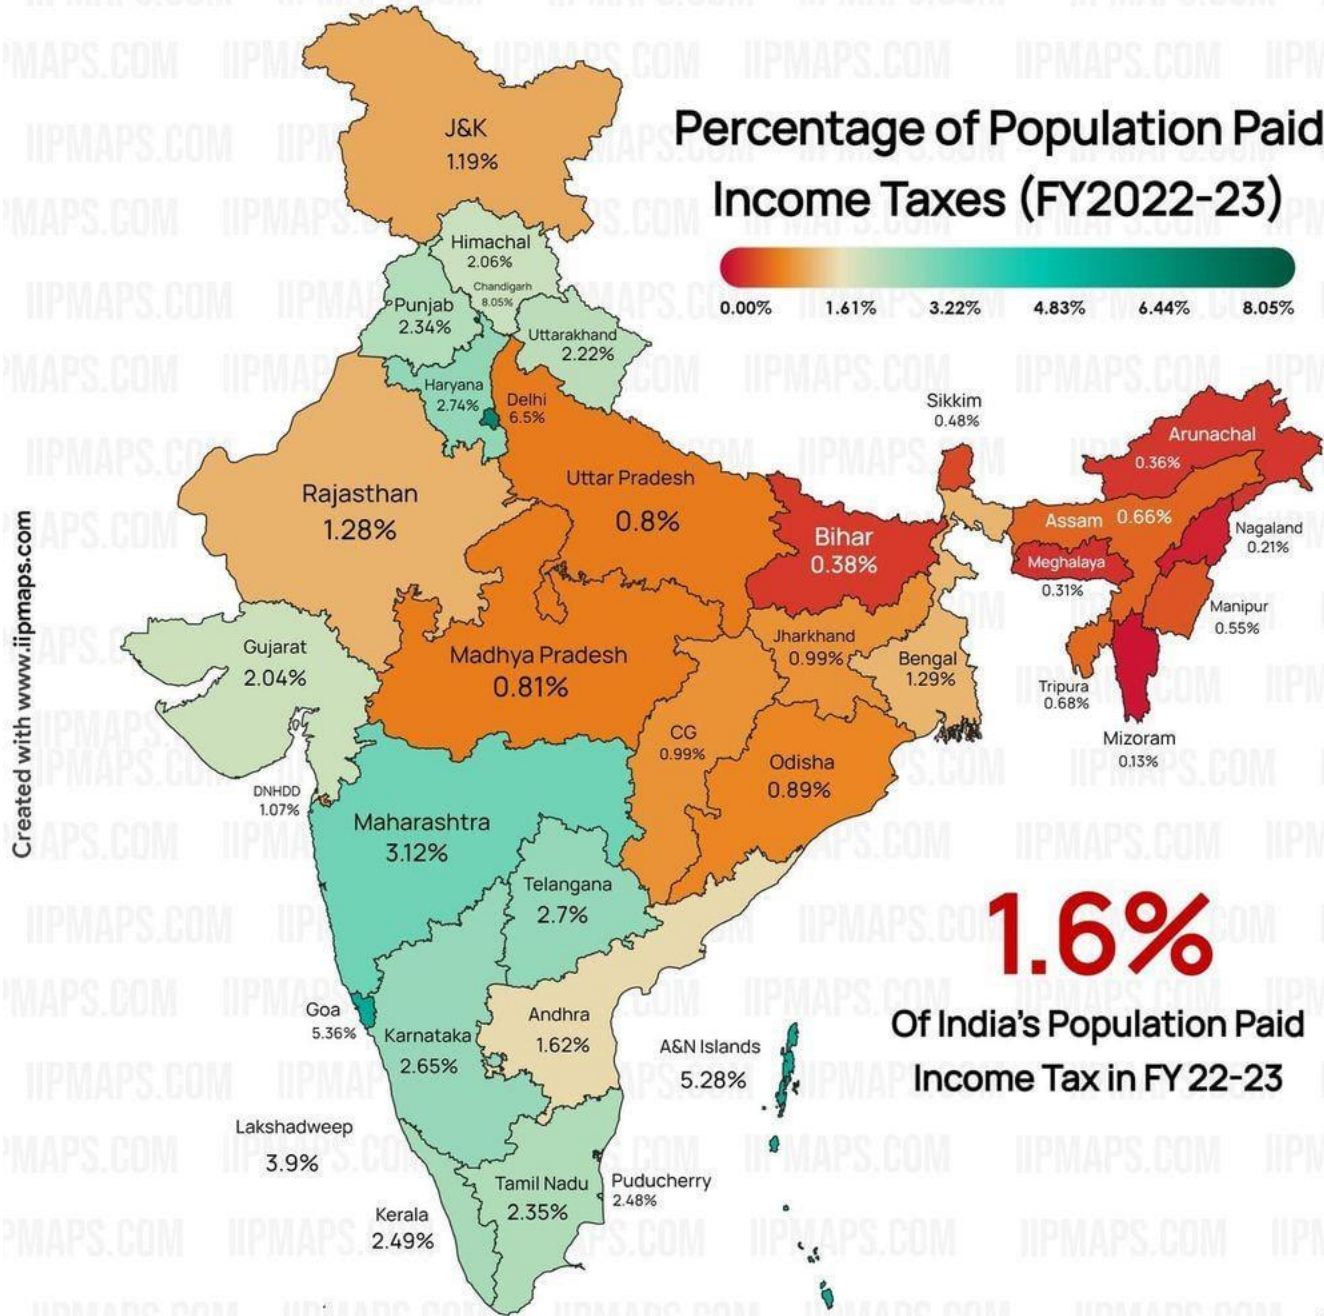 Percentage of Population Paid
Income Taxes (FY2022-23)
0.00% 1.61% 3.22% 4.83% 6.44% 8.05%
J&K
1.19%
Himachal
2.06%
Chandigarh
8.05%
Punjab
2.34%
Uttarakhand
2.22%
Haryana
2.74%
Delhi
6.5%
Sikkim
0.48%
Arunachal
0.36%
Rajasthan
1.28%
Uttar Pradesh
0.8%
Bihar
0.38%
Assam 0.66%
Nagaland
0.21%
Meghalaya
0.31%
Manipur
0.55%
Gujarat
2.04%
Madhya Pradesh
0.81%
Jharkhand
0.99%
Bengal
1.29%
Tripura
0.68%
Mizoram
0.13%
CG
0.99%
Odisha
0.89%
DNHDD
1.07%
Maharashtra
3.12%
Telangana
2.7%
Goa
5.36%
Karnataka
2.65%
Andhra
1.62%
A&N Islands
5.28%
Lakshadweep
3.9%
Kerala
2.49%
Tamil Nadu
2.35%
Puducherry
2.48%
1.6%
Of India's Population Paid
Income Tax in FY 22-23
Created with www.iipmaps.com
IIPMAPS.COM